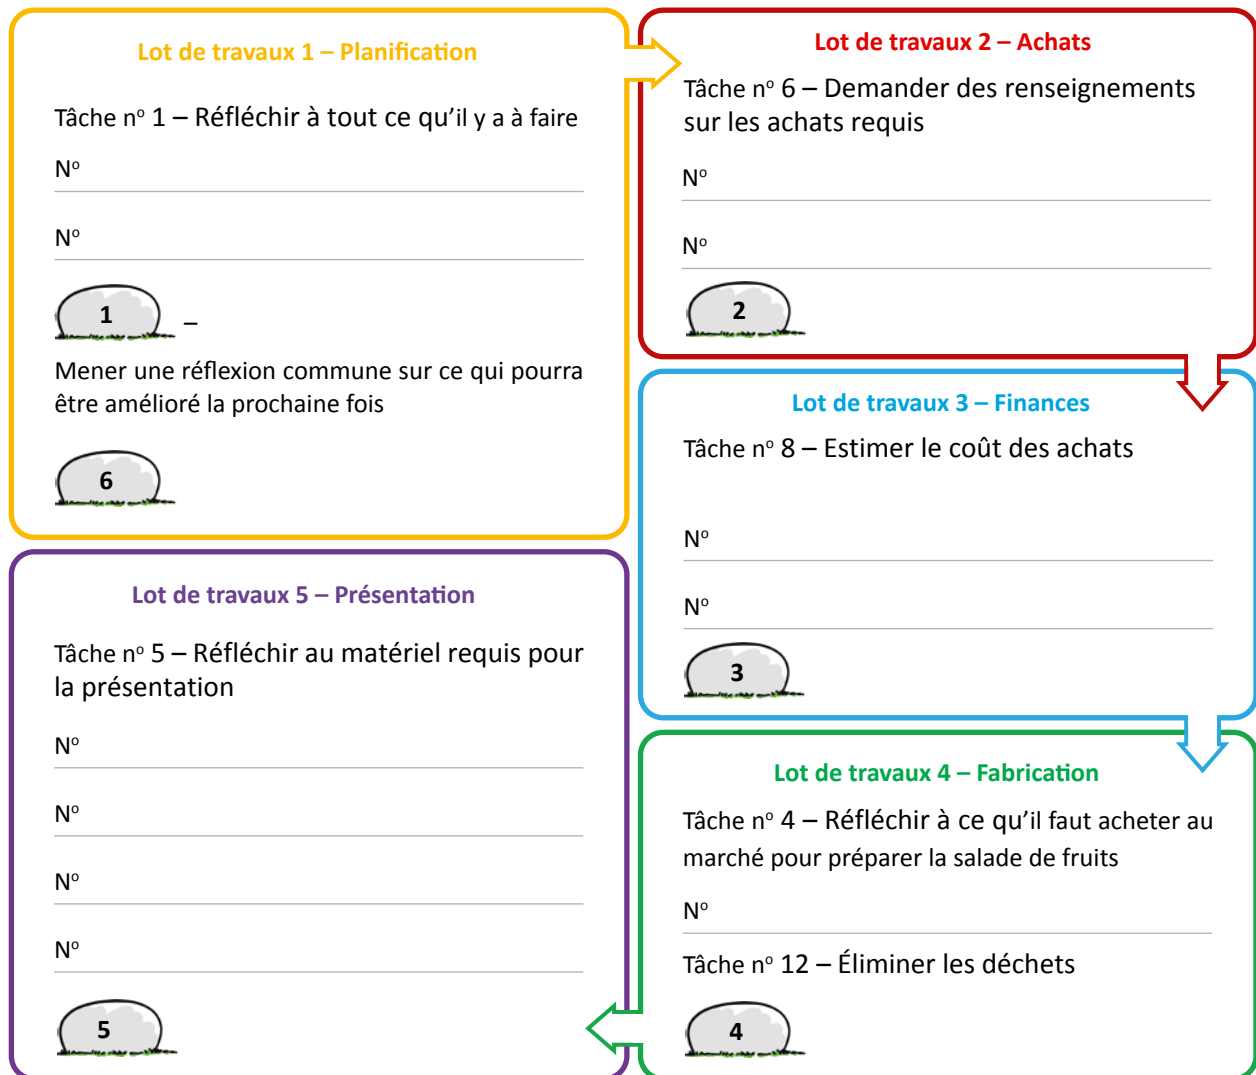 Lot de travaux 1 – Planification
Tâche nº 1 – Réfléchir à tout ce qu'il y a à faire
Nº
Nº
1 –
Mener une réflexion commune sur ce qui pourra
être amélioré la prochaine fois
6
Lot de travaux 2 – Achats
Tâche nº 6 – Demander des renseignements
sur les achats requis
Nº
Nº
2
Lot de travaux 3 – Finances
Tâche nº 8 – Estimer le coût des achats
Nº
Nº
3
Lot de travaux 4 – Fabrication
Tâche nº 4 – Réfléchir à ce qu'il faut acheter au
marché pour préparer la salade de fruits
Nº
Tâche nº 12 – Éliminer les déchets
4
Lot de travaux 5 – Présentation
Tâche nº 5 – Réfléchir au matériel requis pour
la présentation
Nº
Nº
Nº
Nº
5